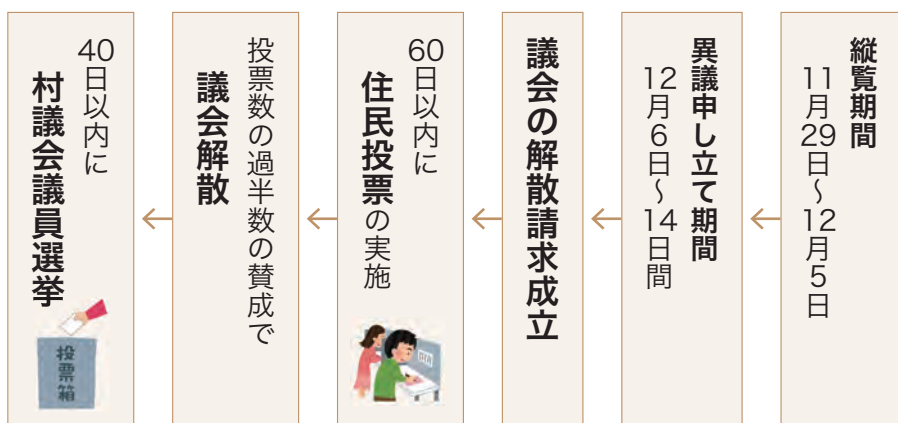 縦覧期間
11月29日～12月5日
異議申し立て期間
12月6日～14日間
議会の解散請求成立
60日以内に
住民投票の実施
投票数の過半数の賛成で
議会解散
40日以内に
村議会議員選挙
投票箱